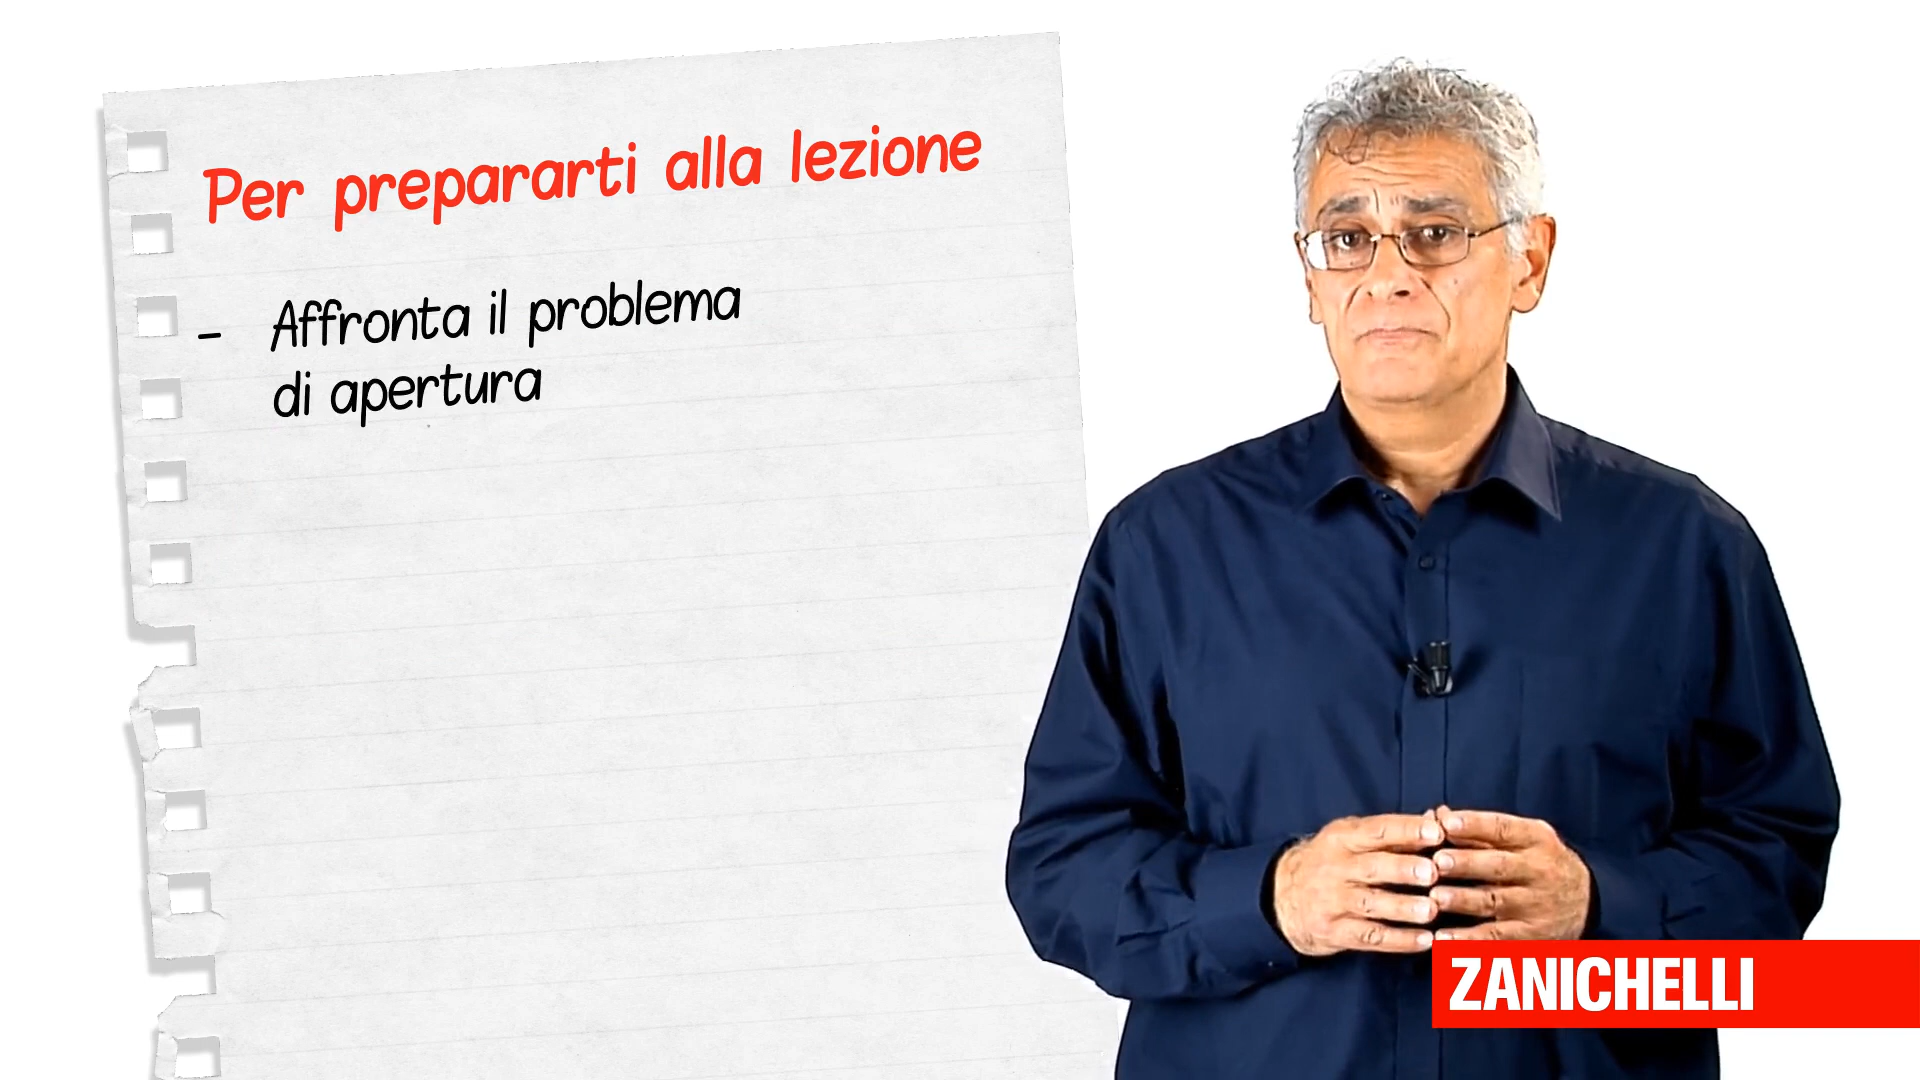 Per prepararti alla lezione
- Affronta il problema
di apertura
ZANICHELLI